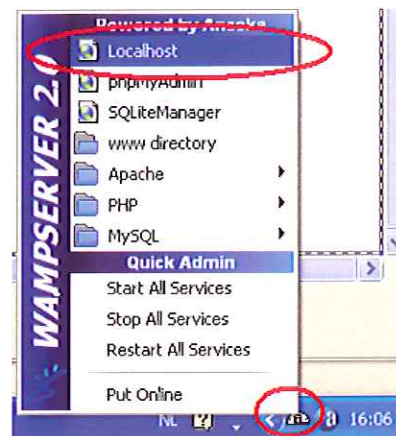 Powered by Anaska
Localhost
phpMyAdmin
SQLiteManager
www directory
Apache
PHP
MySQL
Quick Admin
Start All Services
Stop All Services
Restart All Services
Put Online
WAMPSERVER 2.0
NL
16:06